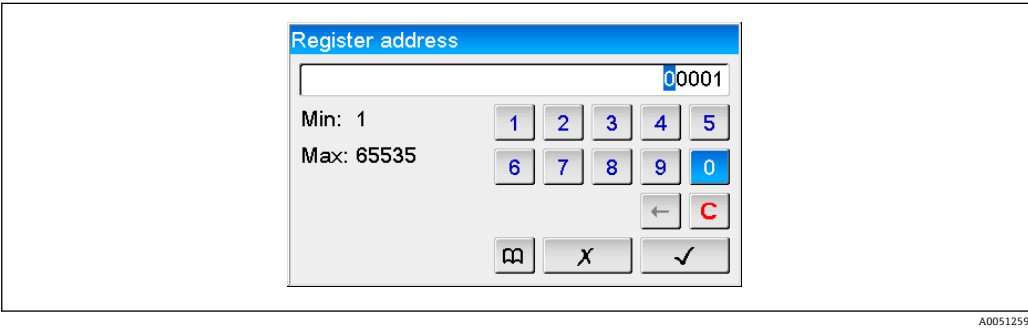 Register address
00001
Min: 1
1 2 3 4 5
Max: 65535
6 7 8 9 0
← C
✗ ✓
A0051259